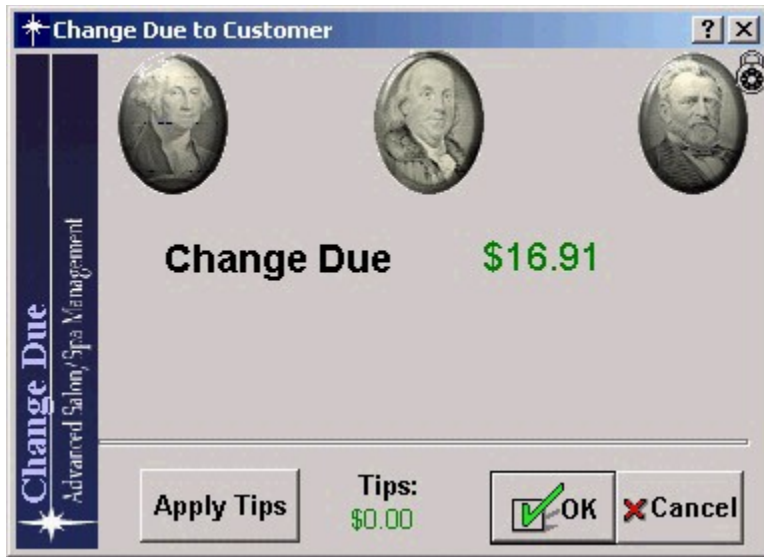 Change Due to Customer
Change Due
Advanced Salon/Spa Management
Change Due $16.91
Apply Tips
Tips:
$0.00
OK
Cancel